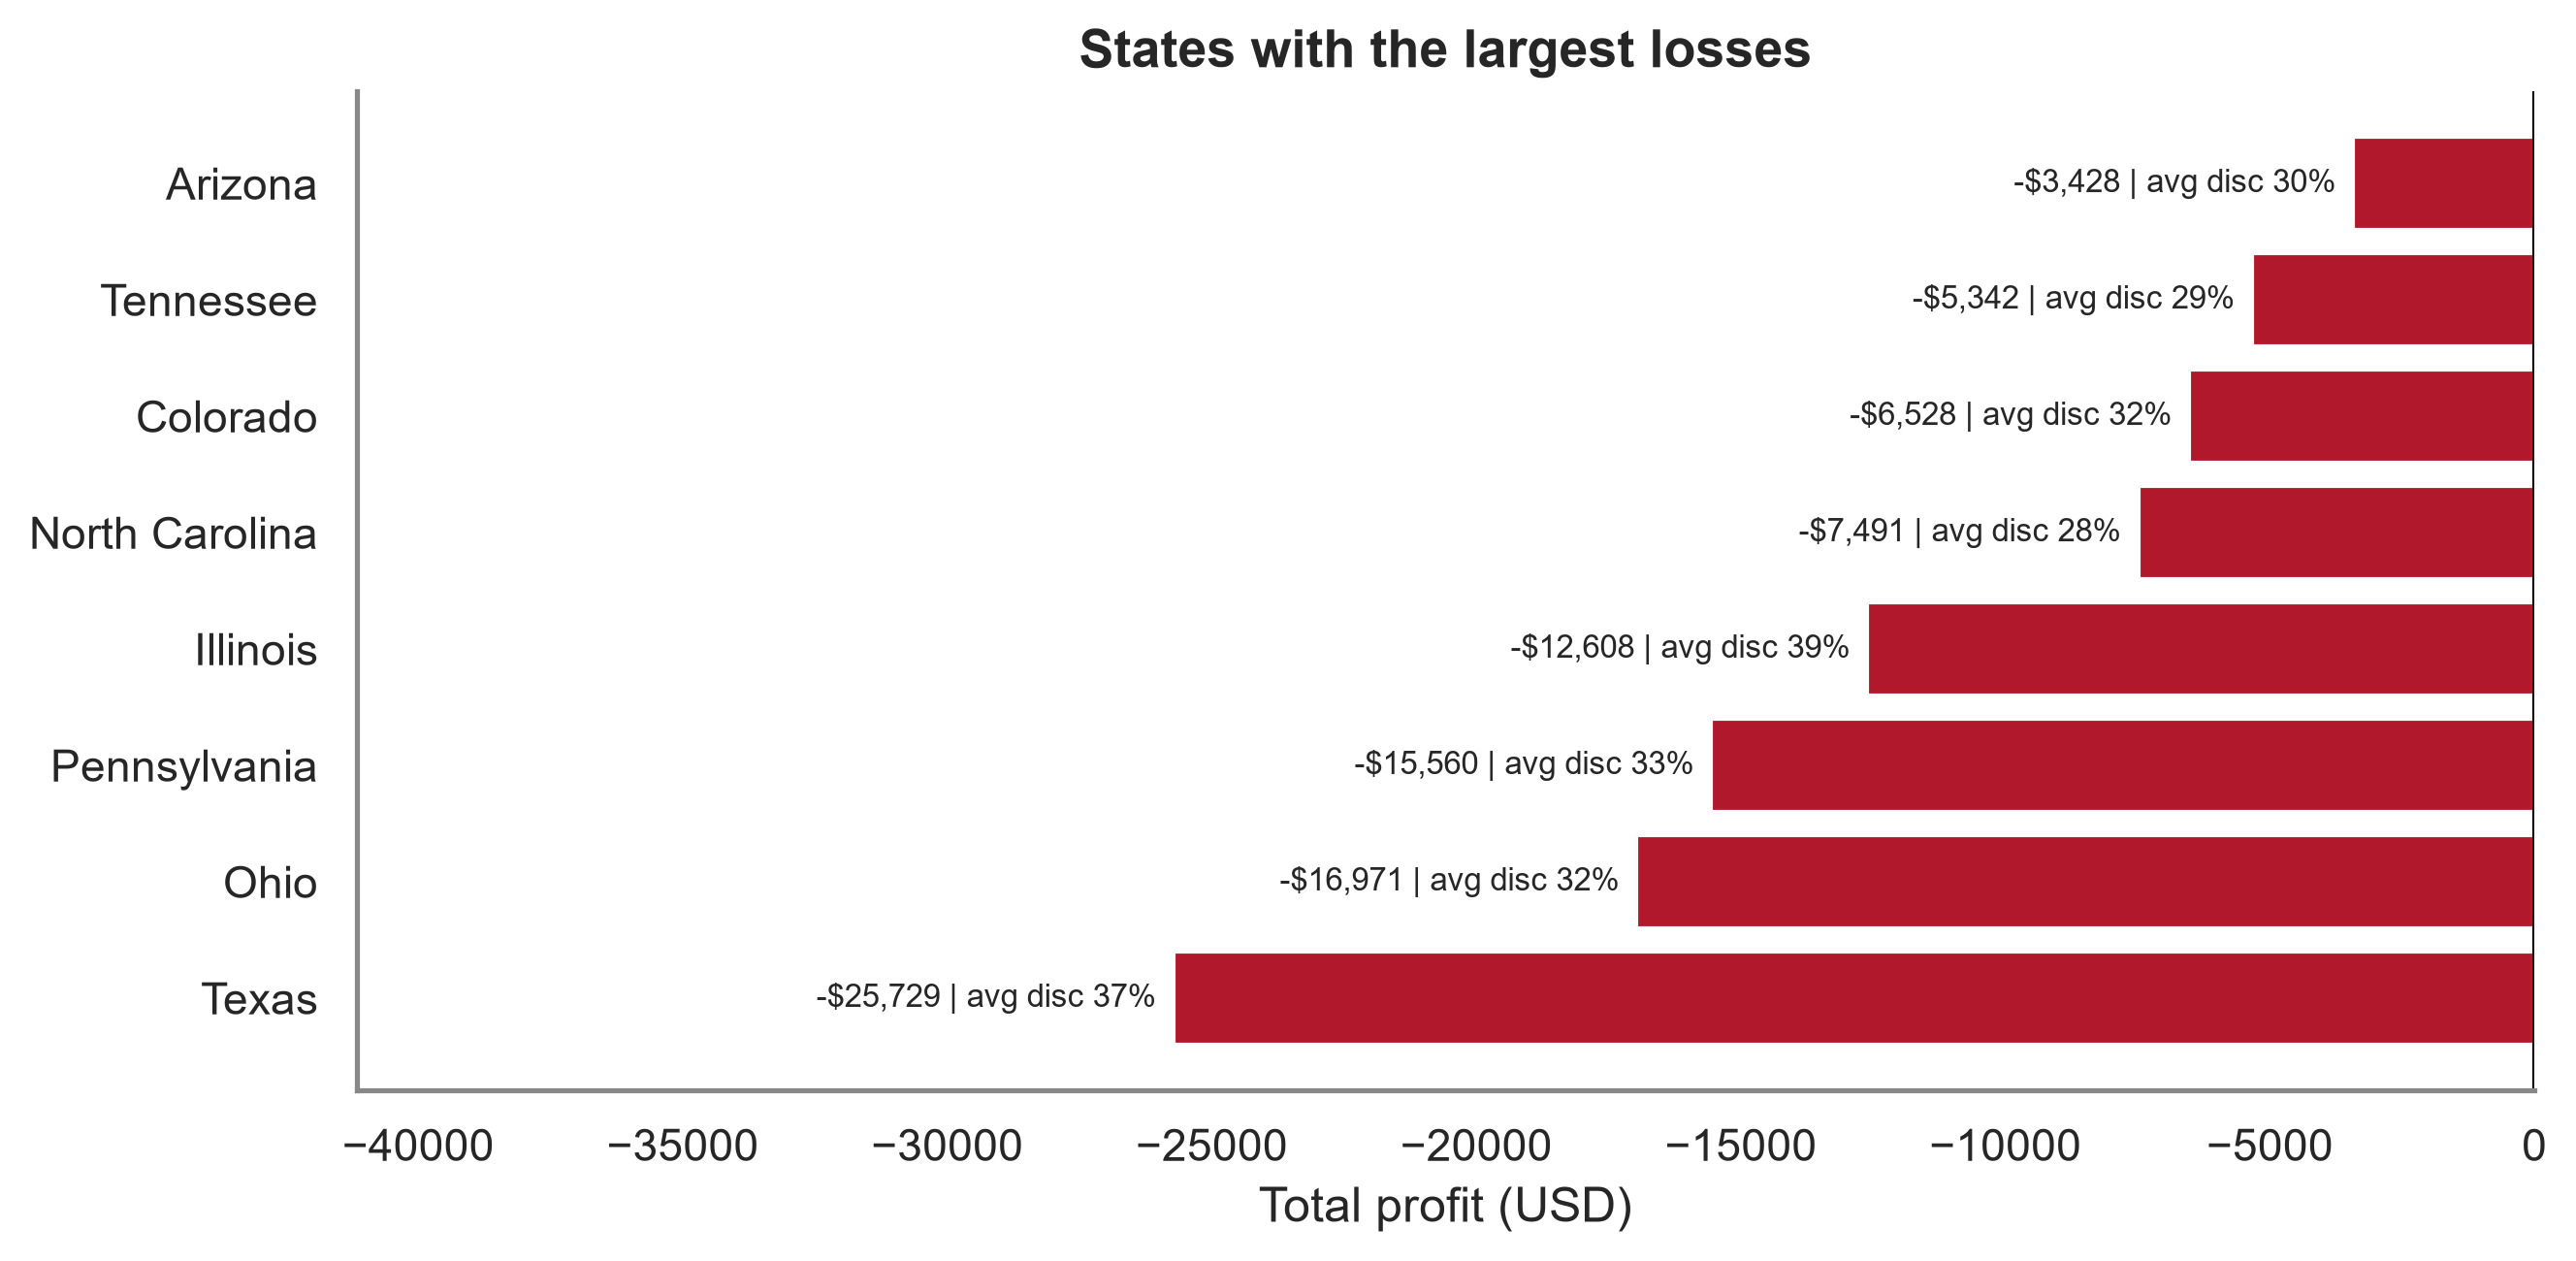 States with the largest losses
Arizona
-$3,428 | avg disc 30%
Tennessee
-$5,342 | avg disc 29%
Colorado
-$6,528 | avg disc 32%
North Carolina
-$7,491 | avg disc 28%
Illinois
-$12,608 | avg disc 39%
Pennsylvania
-$15,560 | avg disc 33%
Ohio
-$16,971 | avg disc 32%
Texas
-$25,729 | avg disc 37%
−40000 −35000 −30000 −25000 −20000 −15000 −10000 −5000 0
Total profit (USD)